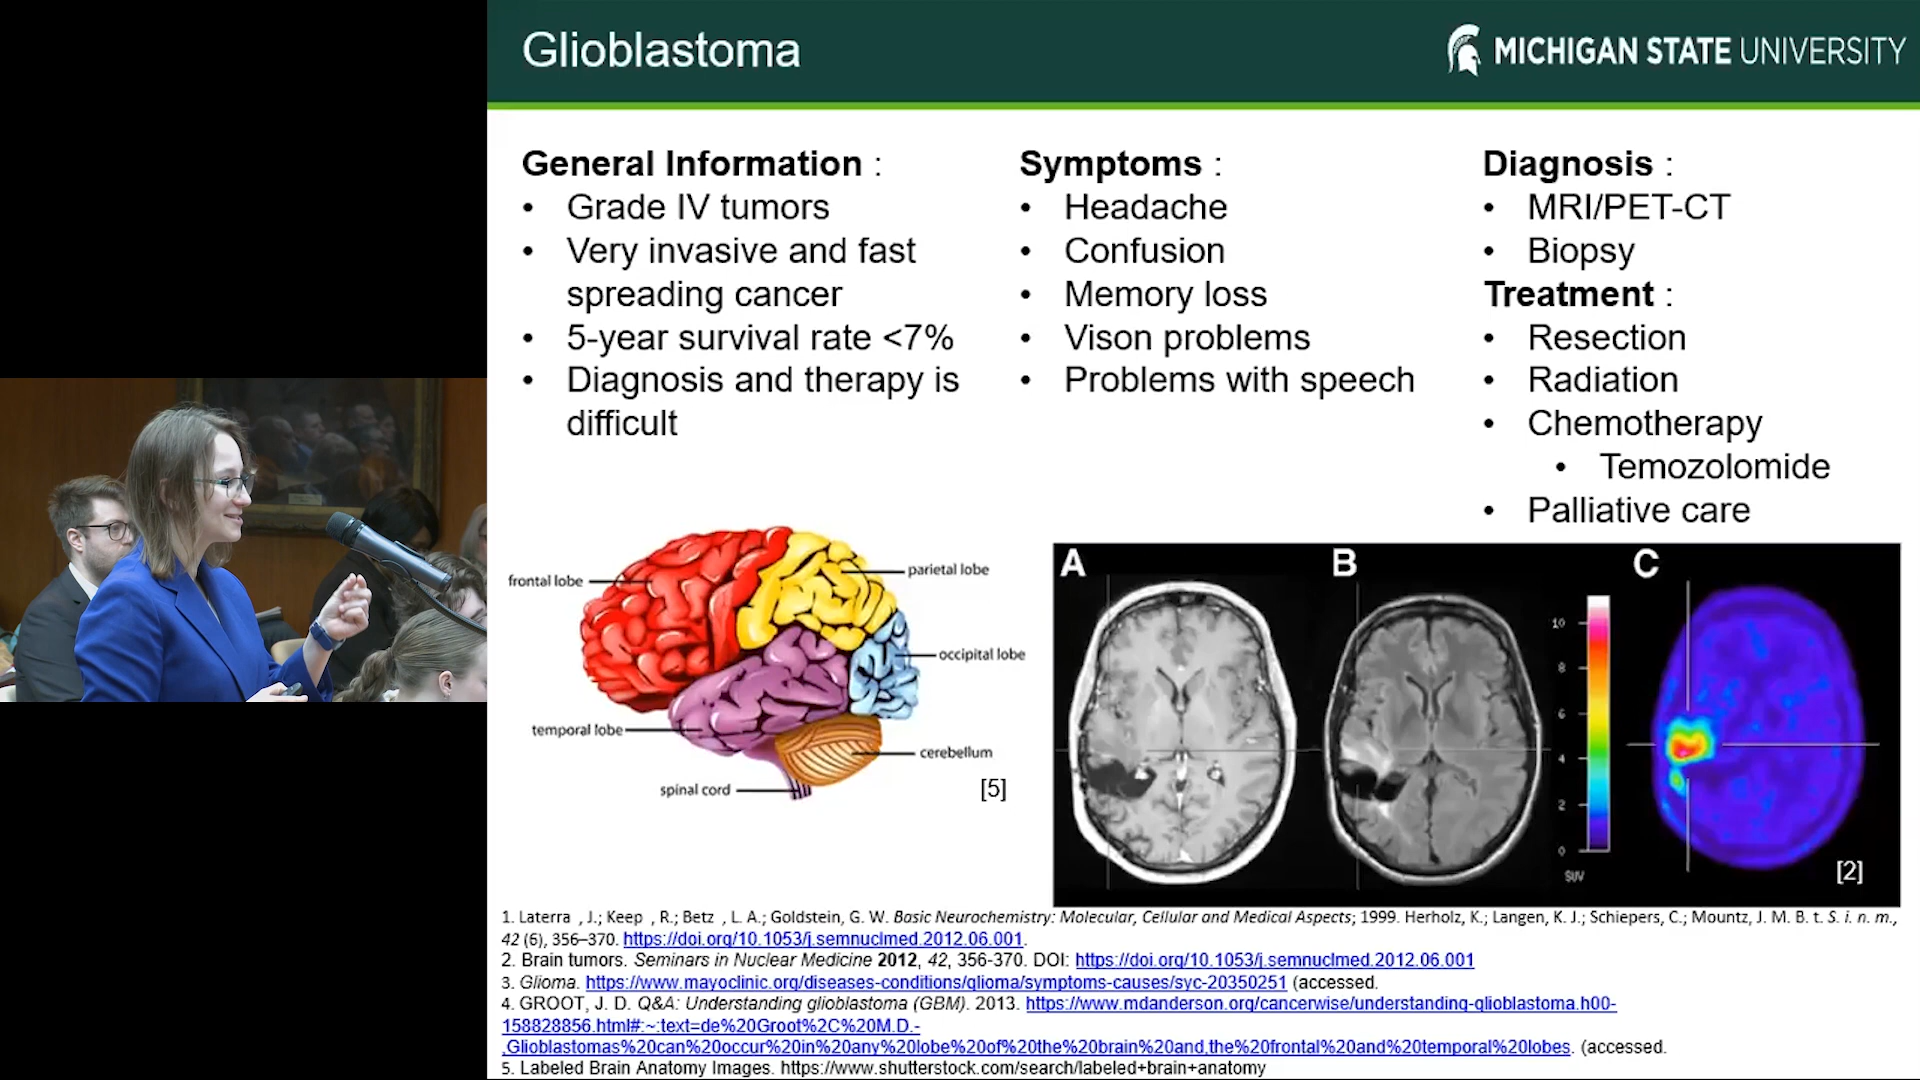 Glioblastoma
MICHIGAN STATE UNIVERSITY
General Information :
• Grade IV tumors
• Very invasive and fast
spreading cancer
• 5-year survival rate <7%
• Diagnosis and therapy is
difficult
Symptoms :
• Headache
• Confusion
• Memory loss
• Vison problems
• Problems with speech
Diagnosis :
• MRI/PET-CT
• Biopsy
Treatment :
• Resection
• Radiation
• Chemotherapy
• Temozolomide
• Palliative care
frontal lobe
parietal lobe
occipital lobe
temporal lobe
cerebellum
spinal cord
[5]
A
B
C
10
8
6
4
2
0
SUV
[2]
1. Laterra , J.; Keep , R.; Betz , L. A.; Goldstein, G. W. Basic Neurochemistry: Molecular, Cellular and Medical Aspects; 1999. Herholz, K.; Langen, K. J.; Schiepers, C.; Mountz, J. M. B. t. S. i. n. m.,
42 (6), 356–370. https://doi.org/10.1053/j.semnuclmed.2012.06.001.
2. Brain tumors. Seminars in Nuclear Medicine 2012, 42, 356-370. DOI: https://doi.org/10.1053/j.semnuclmed.2012.06.001
3. Glioma. https://www.mayoclinic.org/diseases-conditions/glioma/symptoms-causes/syc-20350251 (accessed.
4. GROOT, J. D. Q&A: Understanding glioblastoma (GBM). 2013. https://www.mdanderson.org/cancerwise/understanding-glioblastoma.h00-
158828856.html#:~:text=de%20Groot%2C%20M.D.-
,Glioblastomas%20can%20occur%20in%20any%20lobe%20of%20the%20brain%20and,the%20frontal%20and%20temporal%20lobes. (accessed.
5. Labeled Brain Anatomy Images. https://www.shutterstock.com/search/labeled+brain+anatomy